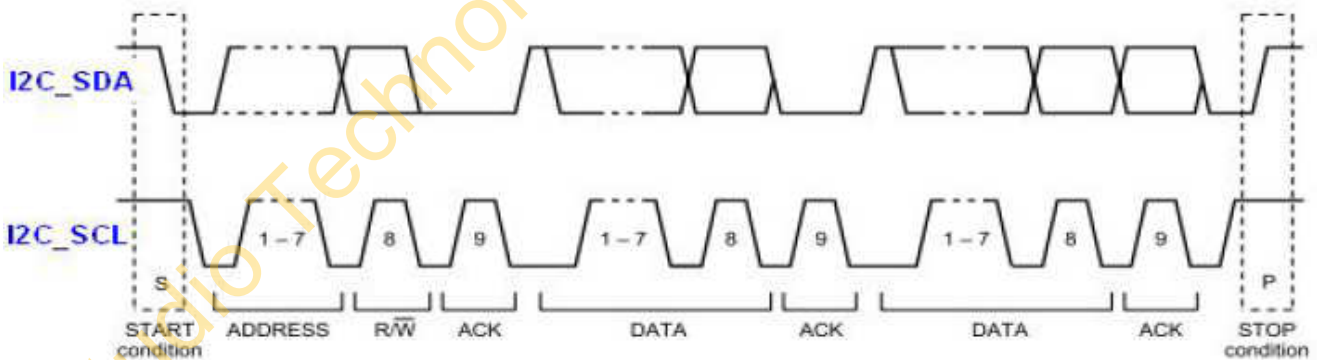 I2C_SDA
I2C_SCL
1 – 7
8
9
1 – 7
8
9
1 – 7
8
9
S
P
START condition
ADDRESS
R/W̅
ACK
DATA
ACK
DATA
ACK
STOP condition